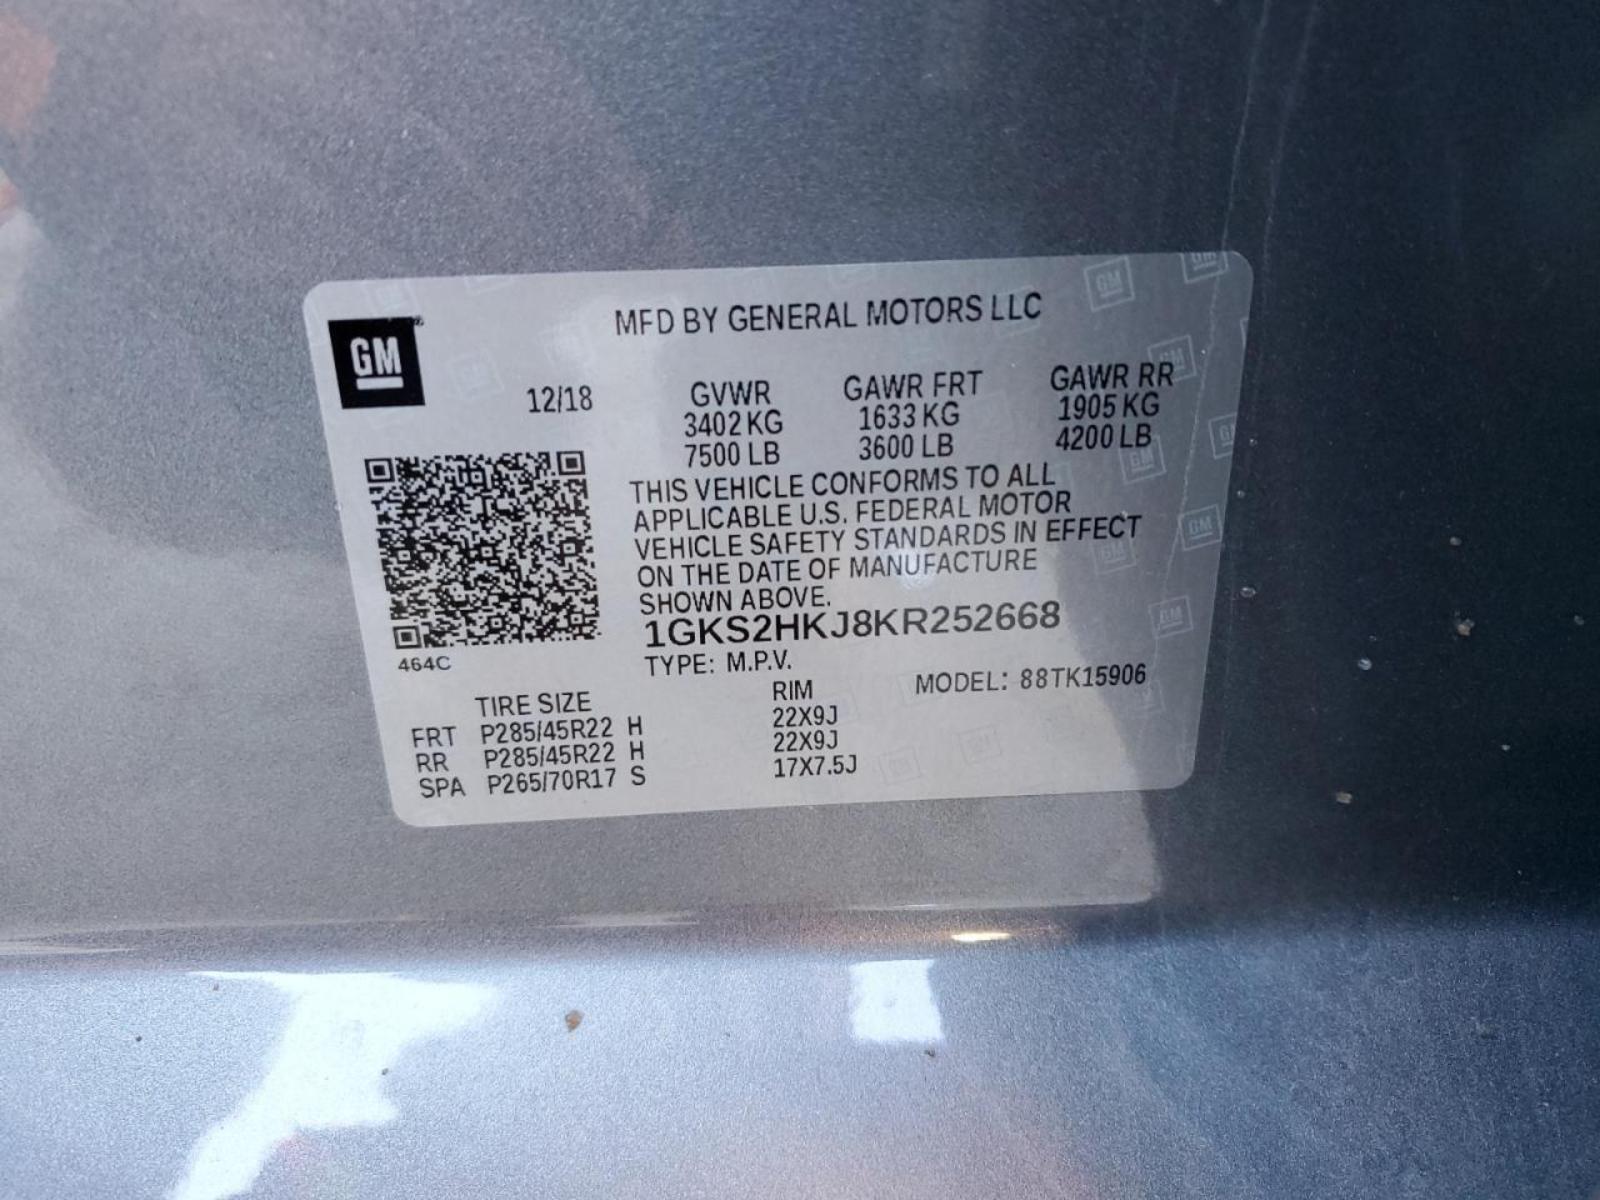 MFD BY GENERAL MOTORS LLC
GM
12/18
GVWR GAWR FRT GAWR RR
3402 KG 1633 KG 1905 KG
7500 LB 3600 LB 4200 LB
THIS VEHICLE CONFORMS TO ALL
APPLICABLE U.S. FEDERAL MOTOR
VEHICLE SAFETY STANDARDS IN EFFECT
ON THE DATE OF MANUFACTURE
SHOWN ABOVE.
1GKS2HKJ8KR252668
464C
TYPE: M.P.V.
MODEL: 88TK15906
TIRE SIZE RIM
FRT P285/45R22 H 22X9J
RR P285/45R22 H 22X9J
SPA P265/70R17 S 17X7.5J